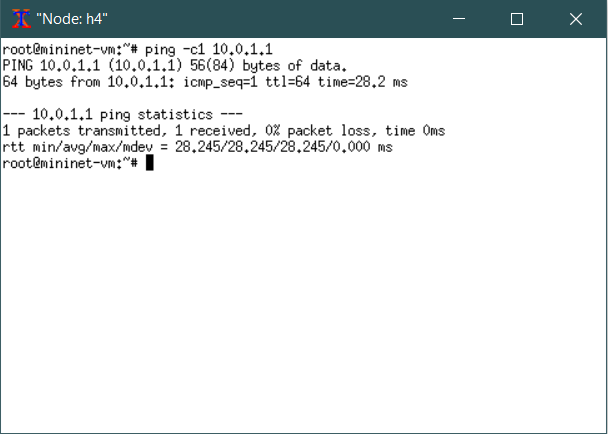 "Node: h4"
root@mininet-vm:~# ping -c1 10.0.1.1
PING 10.0.1.1 (10.0.1.1) 56(84) bytes of data.
64 bytes from 10.0.1.1: icmp_seq=1 ttl=64 time=28.2 ms

--- 10.0.1.1 ping statistics ---
1 packets transmitted, 1 received, 0% packet loss, time 0ms
rtt min/avg/max/mdev = 28.245/28.245/28.245/0.000 ms
root@mininet-vm:~#